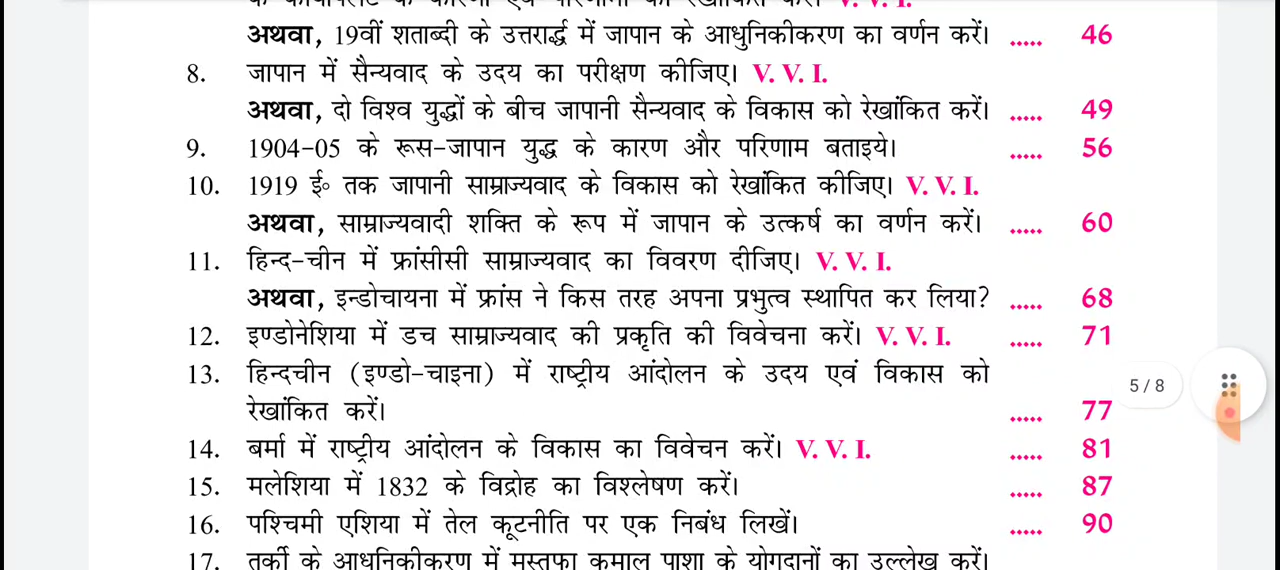 V. V. I.
अथवा, 19वीं शताब्दी के उत्तरार्द्ध में जापान के आधुनिकीकरण का वर्णन करें। ..... 46
8. जापान में सैन्यवाद के उदय का परीक्षण कीजिए। V. V. I.
अथवा, दो विश्व युद्धों के बीच जापानी सैन्यवाद के विकास को रेखांकित करें। ..... 49
9. 1904-05 के रूस-जापान युद्ध के कारण और परिणाम बताइये। ..... 56
10. 1919 ई॰ तक जापानी साम्राज्यवाद के विकास को रेखांकित कीजिए। V. V. I.
अथवा, साम्राज्यवादी शक्ति के रूप में जापान के उत्कर्ष का वर्णन करें। ..... 60
11. हिन्द-चीन में फ्रांसीसी साम्राज्यवाद का विवरण दीजिए। V. V. I.
अथवा, इन्डोचायना में फ्रांस ने किस तरह अपना प्रभुत्व स्थापित कर लिया? ..... 68
12. इण्डोनेशिया में डच साम्राज्यवाद की प्रकृति की विवेचना करें। V. V. I. ..... 71
13. हिन्दचीन (इण्डो-चाइना) में राष्ट्रीय आंदोलन के उदय एवं विकास को
5 / 8
रेखांकित करें। ..... 77
14. बर्मा में राष्ट्रीय आंदोलन के विकास का विवेचन करें। V. V. I. ..... 81
15. मलेशिया में 1832 के विद्रोह का विश्लेषण करें। ..... 87
16. पश्चिमी एशिया में तेल कूटनीति पर एक निबंध लिखें। ..... 90
17. तर्की के आधुनिकीकरण में मुस्तफा कमाल पाशा के योगदानों का उल्लेख करें।